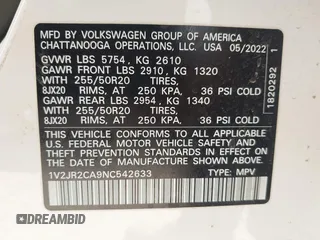 MFD BY VOLKSWAGEN GROUP OF AMERICA
CHATTANOOGA OPERATIONS, LLC. USA 05/2022
GVWR LBS 5754, KG 2610
GAWR FRONT LBS 2910, KG 1320
WITH 255/50R20 TIRES,
8JX20 RIMS, AT 250 KPA, 36 PSI COLD
GAWR REAR LBS 2954, KG 1340
WITH 255/50R20 TIRES,
8JX20 RIMS, AT 250 KPA, 36 PSI COLD
THIS VEHICLE CONFORMS TO ALL APPLICABLE
FEDERAL MOTOR VEHICLE SAFETY, BUMPER, AND
THEFT PREVENTION STANDARDS IN EFFECT ON THE
DATE OF MANUFACTURE SHOWN ABOVE.
1V2JR2CA9NC542633 TYPE: MPV
1820292 1
DEALERSHIP.COM